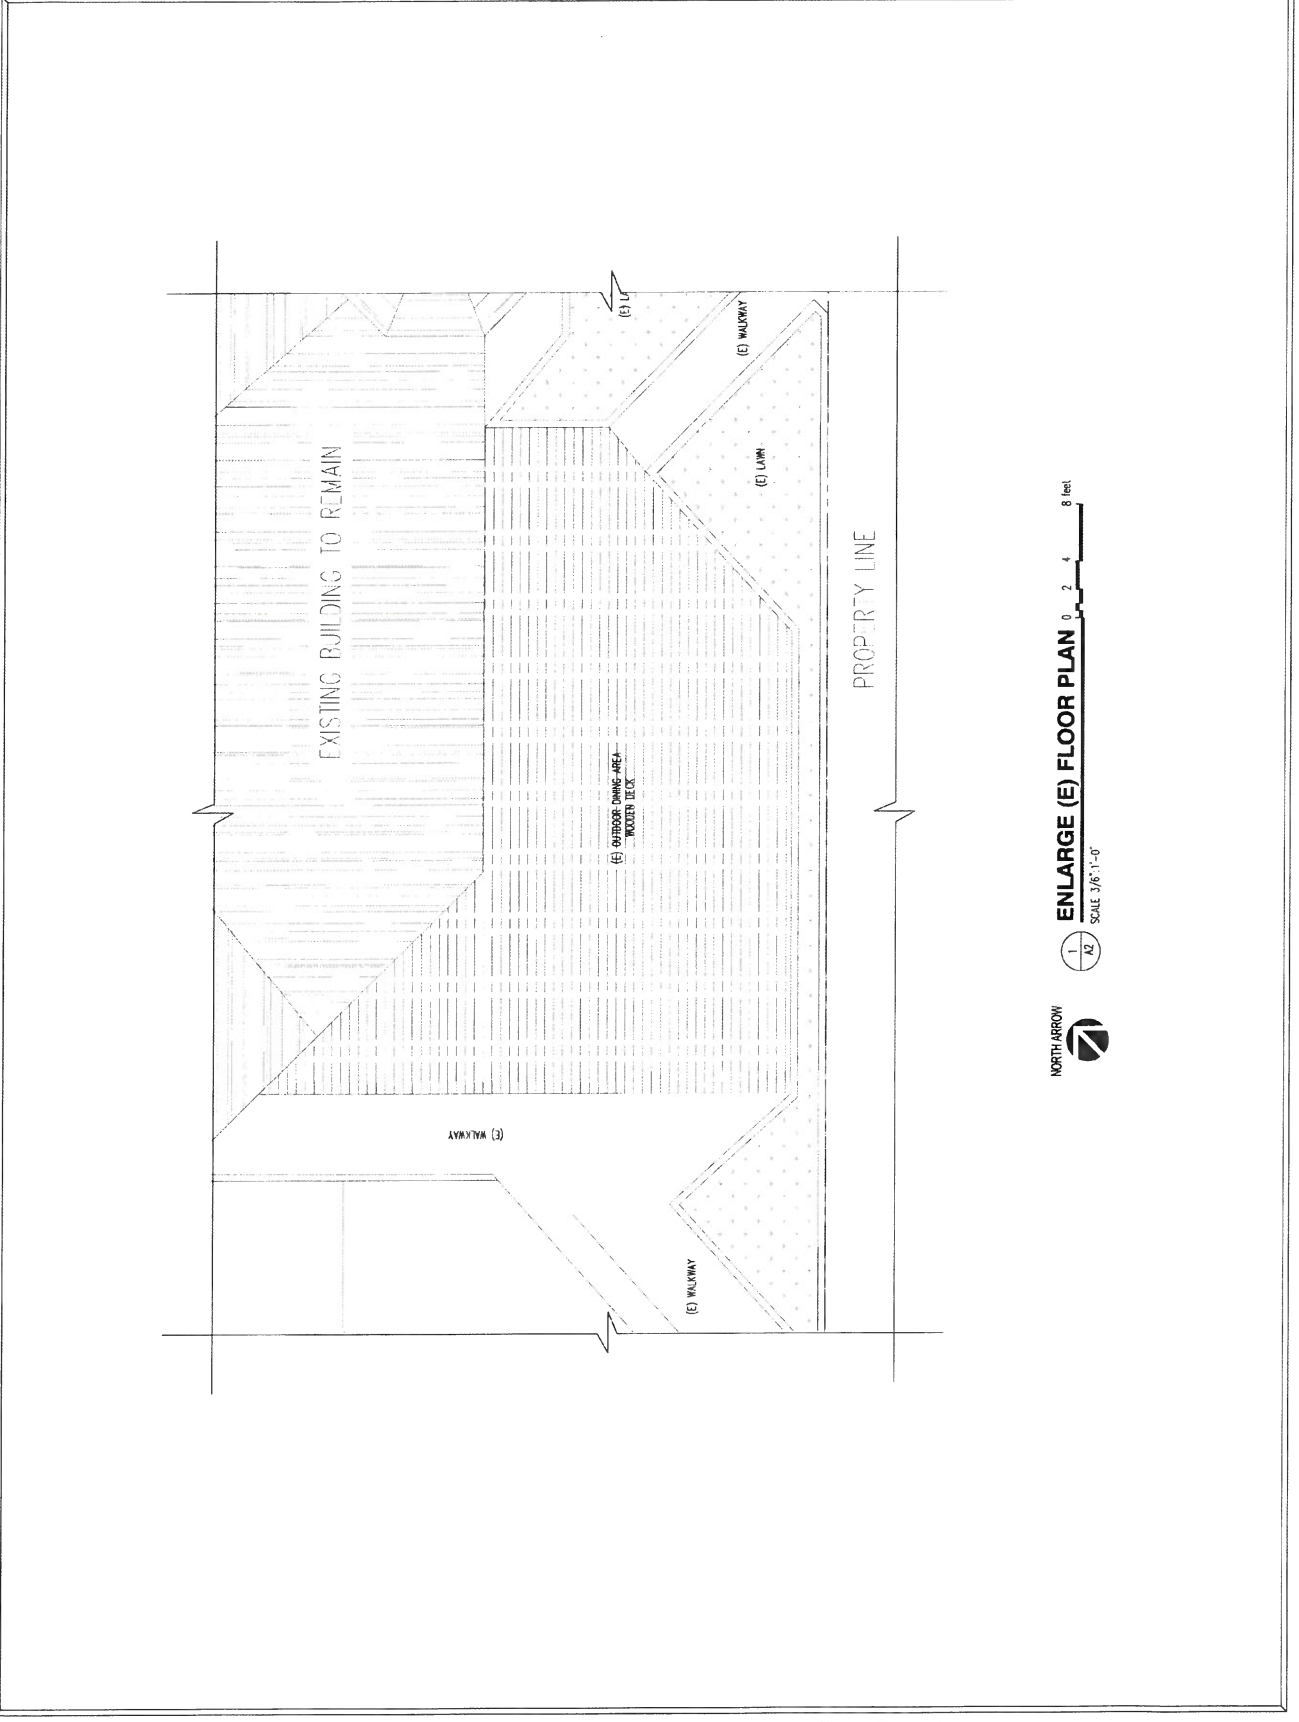 EXISTING BUILDING TO REMAIN
(E) LA
(E) WALKWAY
(E) LAWN
(E) OUTDOOR DINING AREA
WOODEN DECK
(E) WALKWAY
(E) WALKWAY
PROPERTY LINE
NORTH ARROW
1
A2
ENLARGE (E) FLOOR PLAN
0 2 4 8 feet
SCALE 3/6":1'-0"